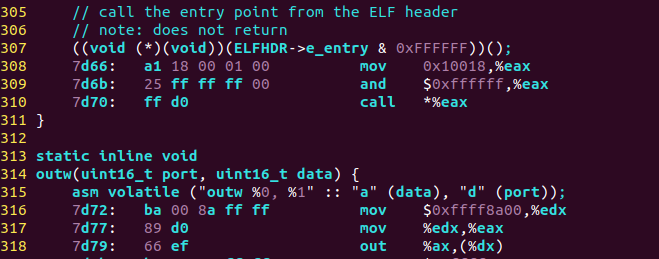 305     // call the entry point from the ELF header
306     // note: does not return
307     ((void (*)(void))(ELFHDR->e_entry & 0xFFFFFF))();
308     7d66:   a1 18 00 01 00          mov    0x10018,%eax
309     7d6b:   25 ff ff ff 00          and    $0xffffff,%eax
310     7d70:   ff d0                   call   *%eax
311 }
312
313 static inline void
314 outw(uint16_t port, uint16_t data) {
315     asm volatile ("outw %0, %1" :: "a" (data), "d" (port));
316     7d72:   ba 00 8a ff ff          mov    $0xffff8a00,%edx
317     7d77:   89 d0                   mov    %edx,%eax
318     7d79:   66 ef                   out    %ax,(%dx)